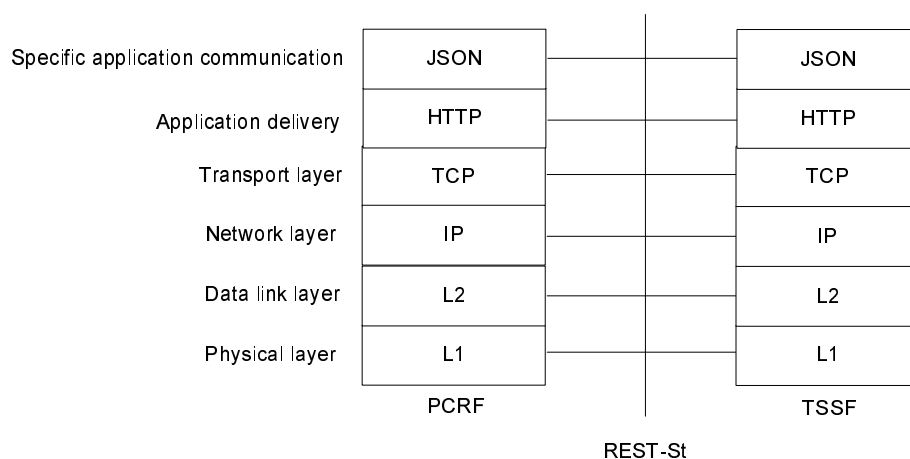 Specific application communication JSON JSON
Application delivery HTTP HTTP
Transport layer TCP TCP
Network layer IP IP
Data link layer L2 L2
Physical layer L1 L1
PCRF TSSF
REST-St